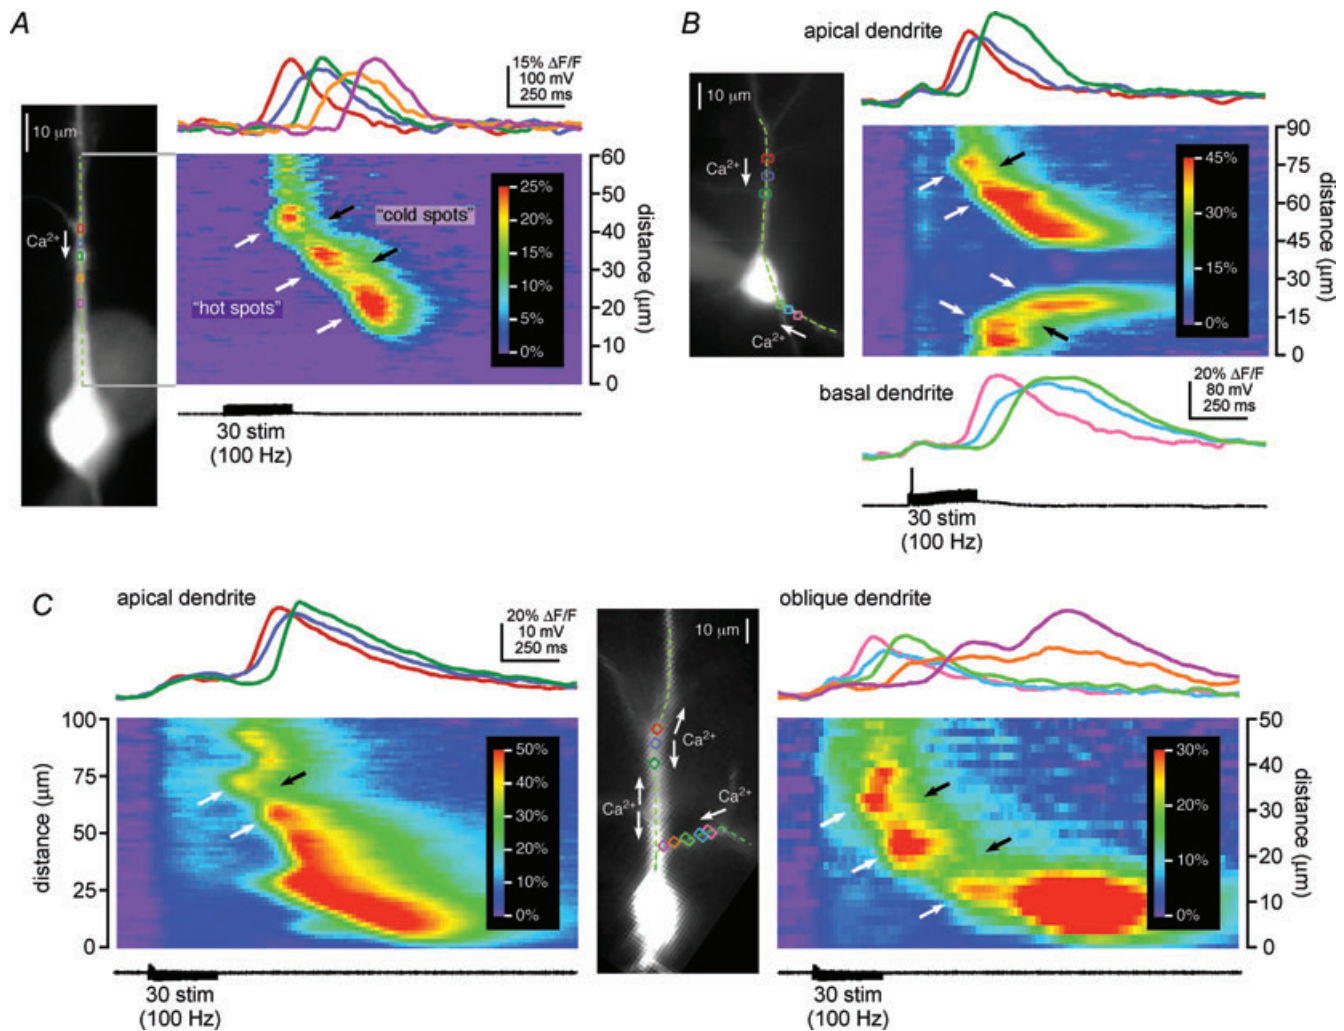 A
15% ΔF/F
100 mV
250 ms
10 μm
Ca2+
"cold spots"
"hot spots"
25%
20%
15%
10%
5%
0%
60
50
40
30
20
10
0
distance (μm)
30 stim
(100 Hz)
B
apical dendrite
10 μm
Ca2+
Ca2+
45%
30%
15%
0%
90
75
60
45
30
15
0
distance (μm)
basal dendrite
20% ΔF/F
80 mV
250 ms
30 stim
(100 Hz)
C
apical dendrite
20% ΔF/F
10 mV
250 ms
100
75
50
25
0
distance (μm)
50%
40%
30%
20%
10%
0%
30 stim
(100 Hz)
10 μm
Ca2+
Ca2+
Ca2+
oblique dendrite
30%
20%
10%
0%
50
40
30
20
10
0
distance (μm)
30 stim
(100 Hz)